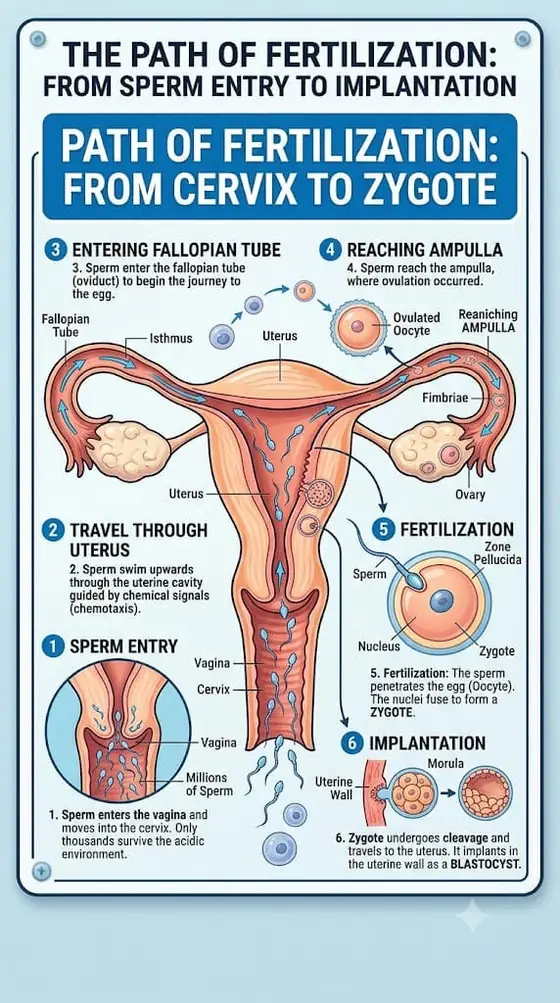 THE PATH OF FERTILIZATION:
FROM SPERM ENTRY TO IMPLANTATION
PATH OF FERTILIZATION:
FROM CERVIX TO ZYGOTE
3 ENTERING FALLOPIAN TUBE
3. Sperm enter the fallopian tube
(oviduct) to begin the journey to
the egg.
4 REACHING AMPULLA
4. Sperm reach the ampulla,
where ovulation occurred.
Fallopian
Tube
Isthmus
Uterus
Ovulated
Oocyte
Reaniching
AMPULLA
Fimbriae
Ovary
Uterus
2 TRAVEL THROUGH
UTERUS
2. Sperm swim upwards
through the uterine cavity
guided by chemical signals
(chemotaxis).
5 FERTILIZATION
Zone
Pellucida
Sperm
Nucleus
Zygote
5. Fertilization: The sperm
penetrates the egg (Oocyte).
The nuclei fuse to form a
ZYGOTE.
1 SPERM ENTRY
Vagina
Cervix
Vagina
Millions
of Sperm
1. Sperm enters the vagina and
moves into the cervix. Only
thousands survive the acidic
environment.
6 IMPLANTATION
Morula
Uterine
Wall
6. Zygote undergoes cleavage and
travels to the uterus. It implants in
the uterine wall as a BLASTOCYST.